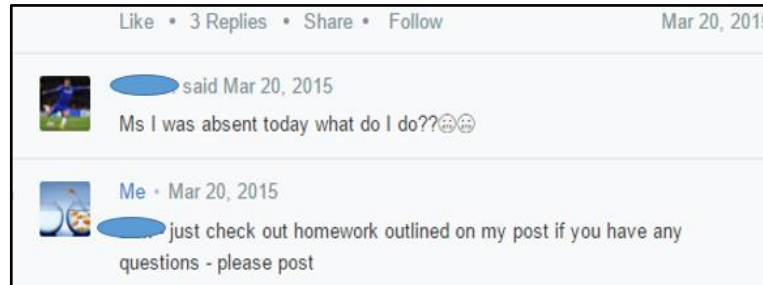 Like • 3 Replies • Share • Follow Mar 20, 2015
said Mar 20, 2015
Ms I was absent today what do I do??😬😬
Me • Mar 20, 2015
just check out homework outlined on my post if you have any
questions - please post